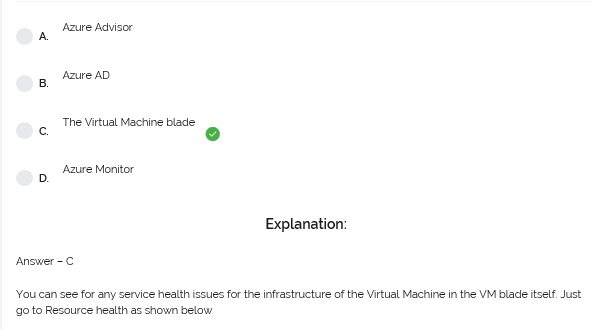 A. Azure Advisor
B. Azure AD
C. The Virtual Machine blade
D. Azure Monitor
Explanation:
Answer – C
You can see for any service health issues for the infrastructure of the Virtual Machine in the VM blade itself. Just
go to Resource health as shown below